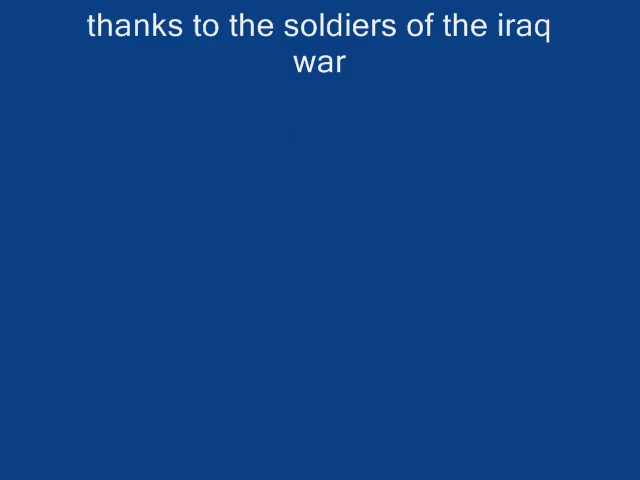 thanks to the soldiers of the iraq
war